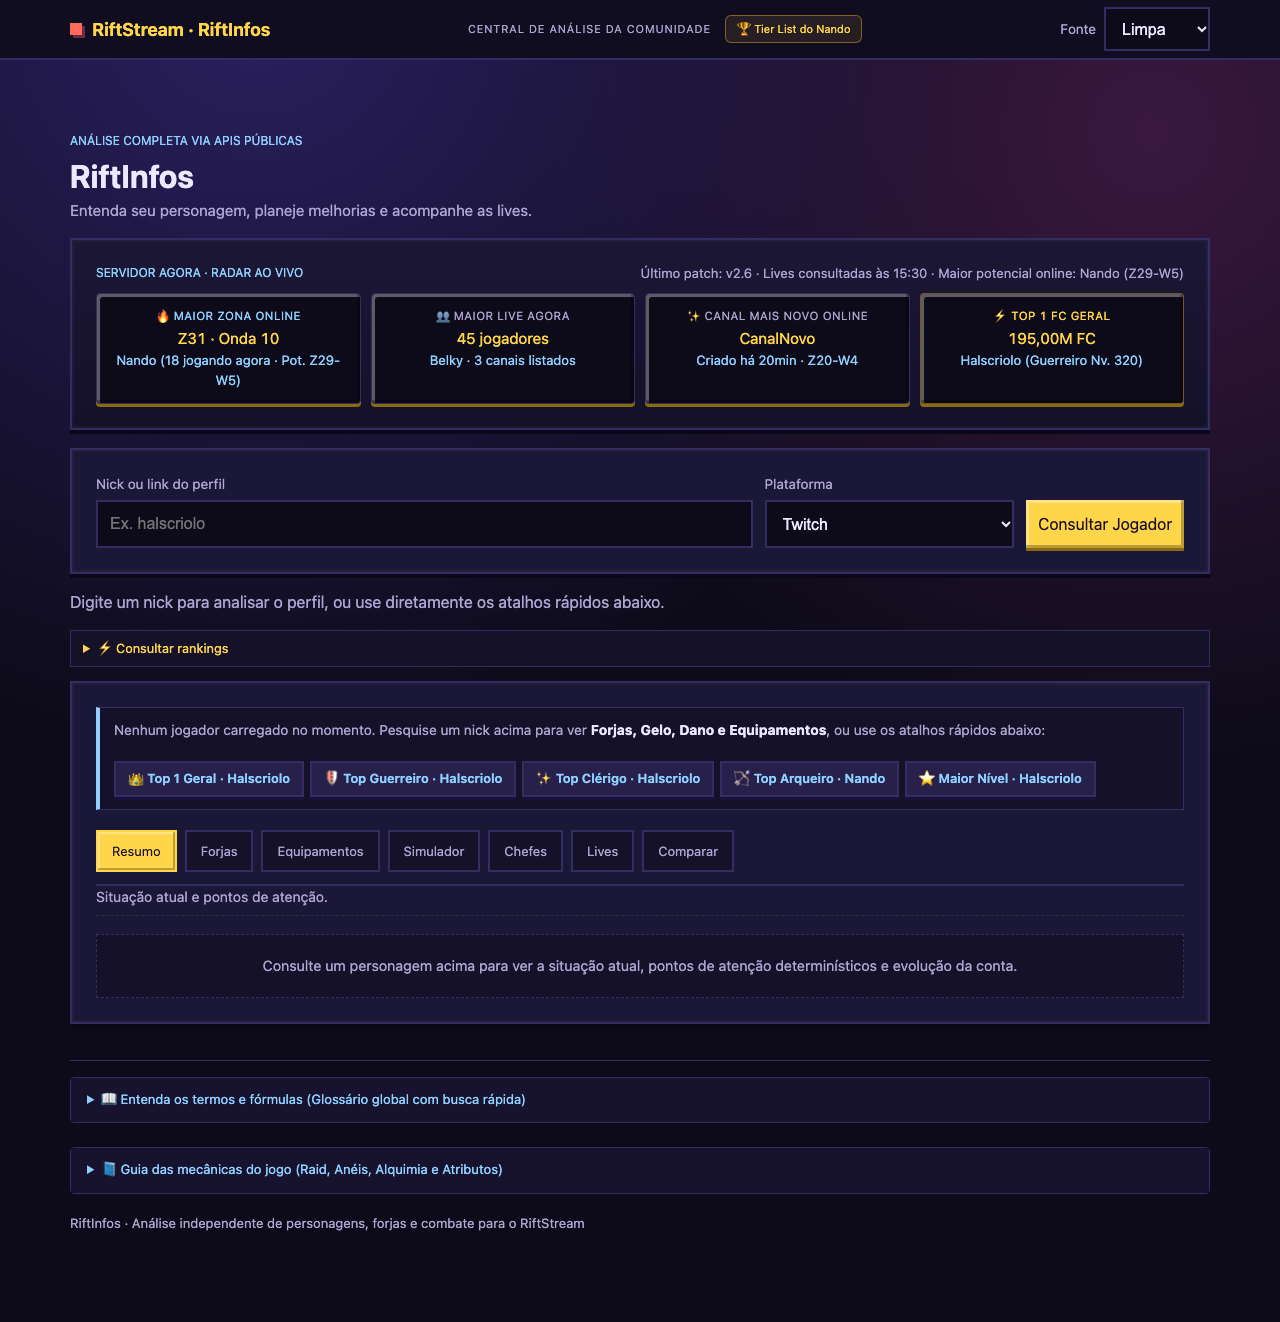 RiftStream · RiftInfos
CENTRAL DE ANÁLISE DA COMUNIDADE
🏆 Tier List do Nando
Fonte
Limpa
ANÁLISE COMPLETA VIA APIS PÚBLICAS
RiftInfos
Entenda seu personagem, planeje melhorias e acompanhe as lives.
SERVIDOR AGORA · RADAR AO VIVO
Último patch: v2.6 · Lives consultadas às 15:30 · Maior potencial online: Nando (Z29-W5)
🔥 MAIOR ZONA ONLINE
Z31 · Onda 10
Nando (18 jogando agora · Pot. Z29-
W5)
👥 MAIOR LIVE AGORA
45 jogadores
Belky · 3 canais listados
✨ CANAL MAIS NOVO ONLINE
CanalNovo
Criado há 20min · Z20-W4
⚡ TOP 1 FC GERAL
195,00M FC
Halscriolo (Guerreiro Nv. 320)
Nick ou link do perfil
Plataforma
Ex. halscriolo
Twitch
Consultar Jogador
Digite um nick para analisar o perfil, ou use diretamente os atalhos rápidos abaixo.
⚡ Consultar rankings
Nenhum jogador carregado no momento. Pesquise um nick acima para ver Forjas, Gelo, Dano e Equipamentos, ou use os atalhos rápidos abaixo:
👑 Top 1 Geral · Halscriolo
🛡️ Top Guerreiro · Halscriolo
✨ Top Clérigo · Halscriolo
🏹 Top Arqueiro · Nando
⭐ Maior Nível · Halscriolo
Resumo
Forjas
Equipamentos
Simulador
Chefes
Lives
Comparar
Situação atual e pontos de atenção.
Consulte um personagem acima para ver a situação atual, pontos de atenção determinísticos e evolução da conta.
📖 Entenda os termos e fórmulas (Glossário global com busca rápida)
📘 Guia das mecânicas do jogo (Raid, Anéis, Alquimia e Atributos)
RiftInfos · Análise independente de personagens, forjas e combate para o RiftStream